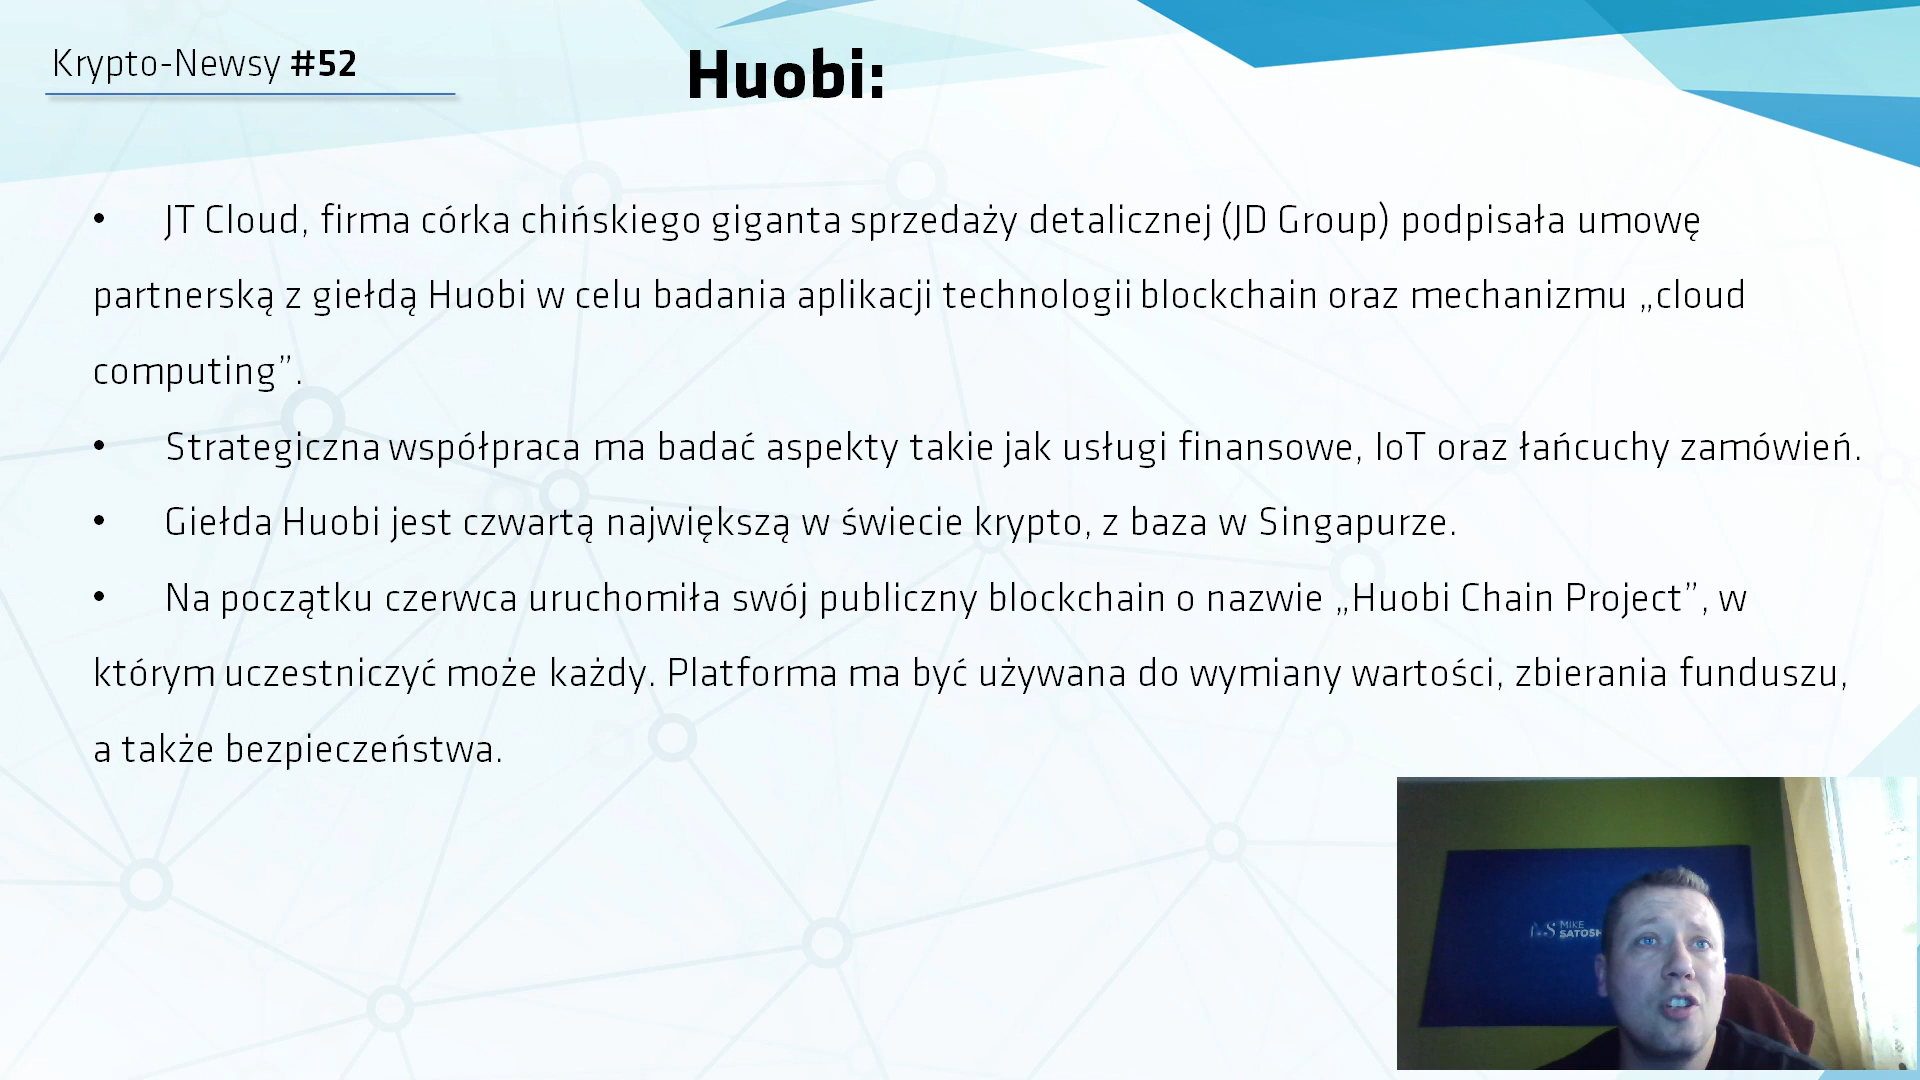 Krypto-Newsy #52
Huobi:
• JT Cloud, firma córka chińskiego giganta sprzedaży detalicznej (JD Group) podpisała umowę
partnerską z giełdą Huobi w celu badania aplikacji technologii blockchain oraz mechanizmu „cloud
computing”.
• Strategiczna współpraca ma badać aspekty takie jak usługi finansowe, IoT oraz łańcuchy zamówień.
• Giełda Huobi jest czwartą największą w świecie krypto, z baza w Singapurze.
• Na początku czerwca uruchomiła swój publiczny blockchain o nazwie „Huobi Chain Project”, w
którym uczestniczyć może każdy. Platforma ma być używana do wymiany wartości, zbierania funduszu,
a także bezpieczeństwa.
MIKE
SATOSH